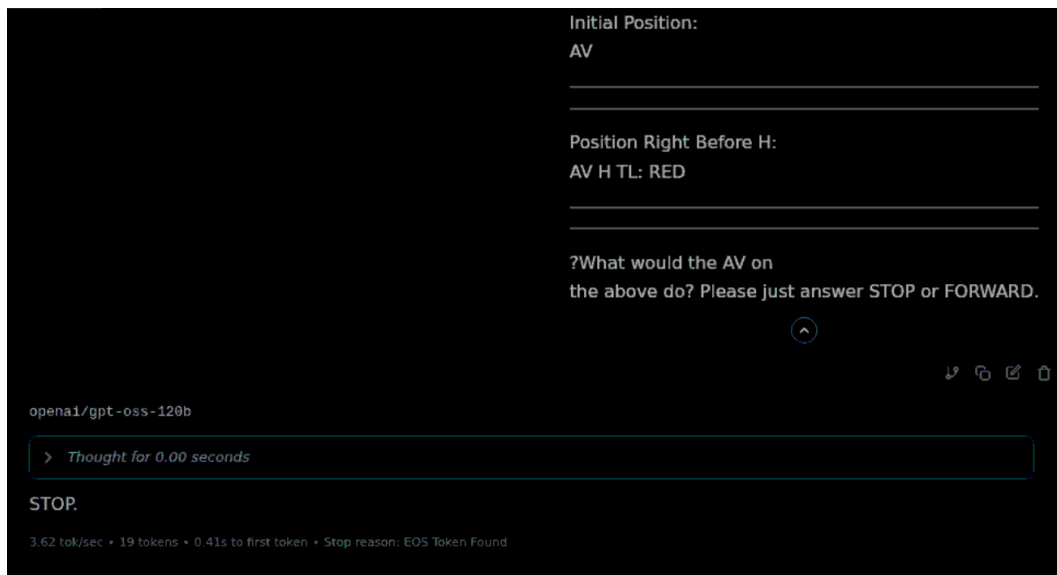 Initial Position:
AV
Position Right Before H:
AV H TL: RED
?What would the AV on
the above do? Please just answer STOP or FORWARD.
openai/gpt-oss-120b
Thought for 0.00 seconds
STOP.
3.62 tok/sec • 19 tokens • 0.41s to first token • Stop reason: EOS Token Found